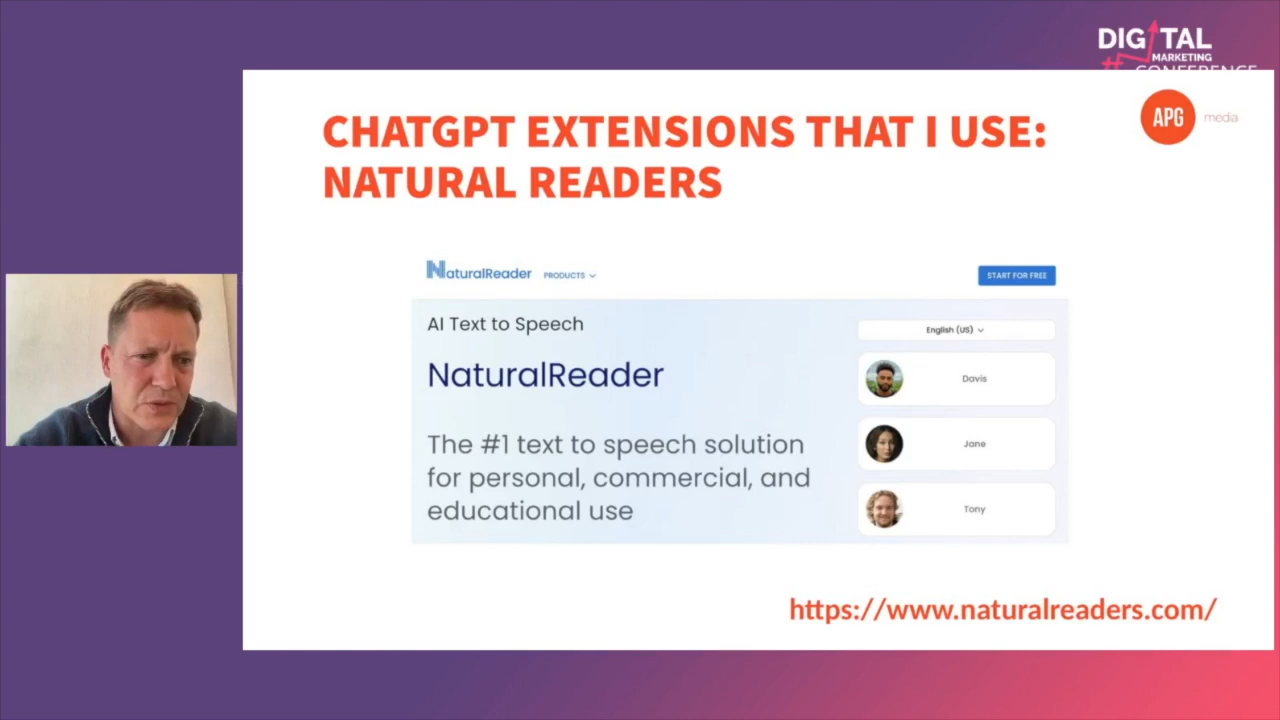 DIGITAL
MARKETING
#CONFERENCE
APG media
CHATGPT EXTENSIONS THAT I USE:
NATURAL READERS
NaturalReader PRODUCTS
START FOR FREE
AI Text to Speech
English (US)
NaturalReader
Davis
The #1 text to speech solution
for personal, commercial, and
educational use
Jane
Tony
https://www.naturalreaders.com/